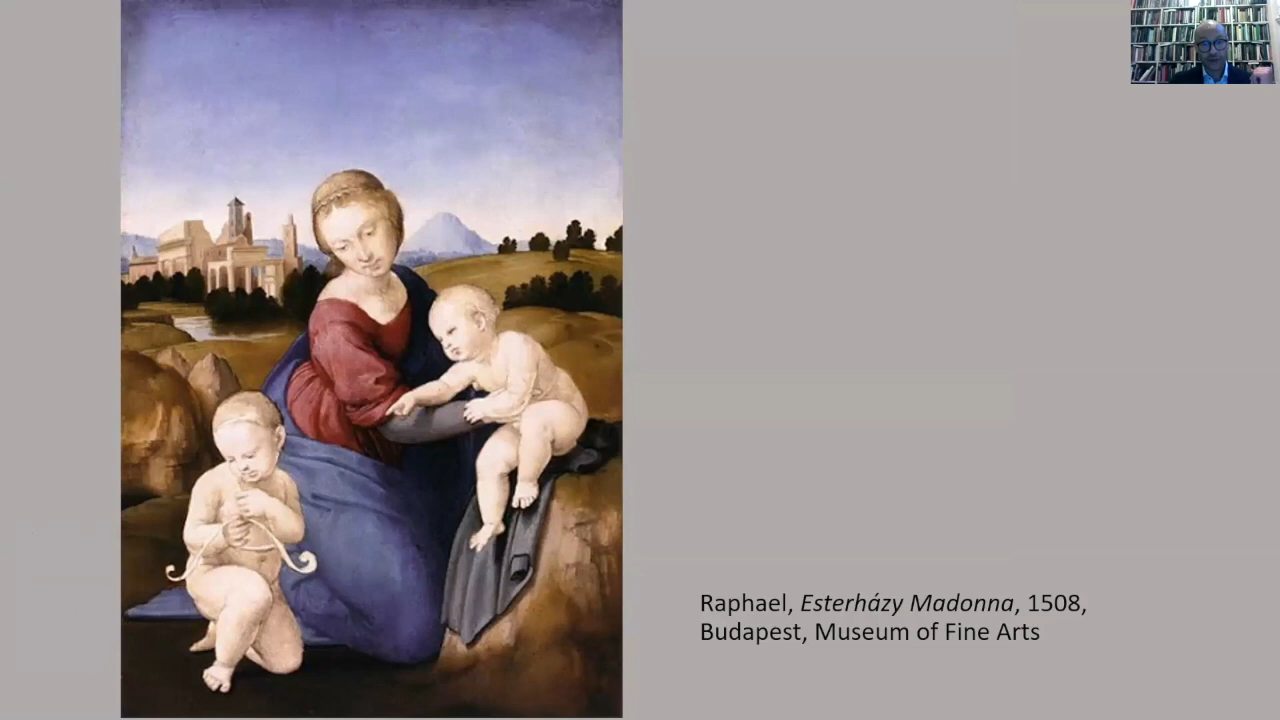 Raphael, Esterházy Madonna, 1508,
Budapest, Museum of Fine Arts